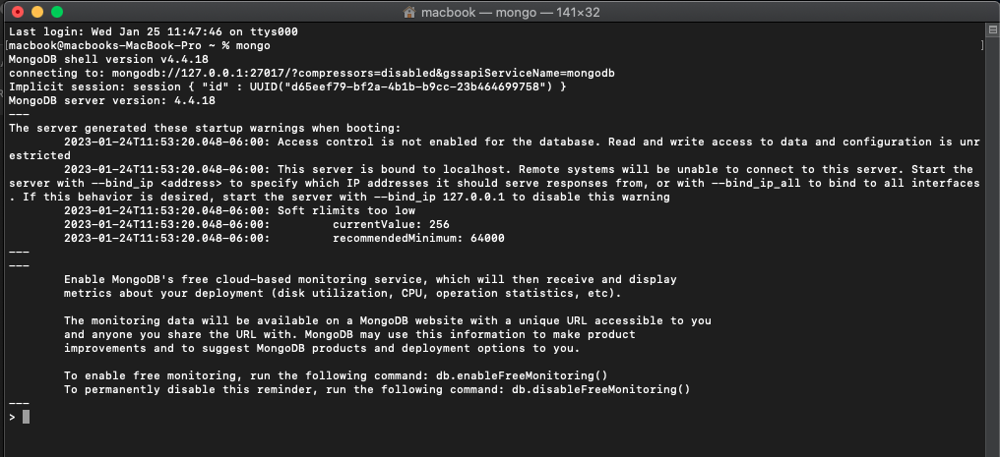 macbook — mongo — 141×32
Last login: Wed Jan 25 11:47:46 on ttys000
[macbook@macbooks-MacBook-Pro ~ % mongo ]
MongoDB shell version v4.4.18
connecting to: mongodb://127.0.0.1:27017/?compressors=disabled&gssapiServiceName=mongodb
Implicit session: session { "id" : UUID("d65eef79-bf2a-4b1b-b9cc-23b464699758") }
MongoDB server version: 4.4.18
---
The server generated these startup warnings when booting:
        2023-01-24T11:53:20.048-06:00: Access control is not enabled for the database. Read and write access to data and configuration is unr
estricted
        2023-01-24T11:53:20.048-06:00: This server is bound to localhost. Remote systems will be unable to connect to this server. Start the
server with --bind_ip <address> to specify which IP addresses it should serve responses from, or with --bind_ip_all to bind to all interfaces
. If this behavior is desired, start the server with --bind_ip 127.0.0.1 to disable this warning
        2023-01-24T11:53:20.048-06:00: Soft rlimits too low
        2023-01-24T11:53:20.048-06:00:         currentValue: 256
        2023-01-24T11:53:20.048-06:00:         recommendedMinimum: 64000
---
---
        Enable MongoDB's free cloud-based monitoring service, which will then receive and display
        metrics about your deployment (disk utilization, CPU, operation statistics, etc).

        The monitoring data will be available on a MongoDB website with a unique URL accessible to you
        and anyone you share the URL with. MongoDB may use this information to make product
        improvements and to suggest MongoDB products and deployment options to you.

        To enable free monitoring, run the following command: db.enableFreeMonitoring()
        To permanently disable this reminder, run the following command: db.disableFreeMonitoring()
---
>